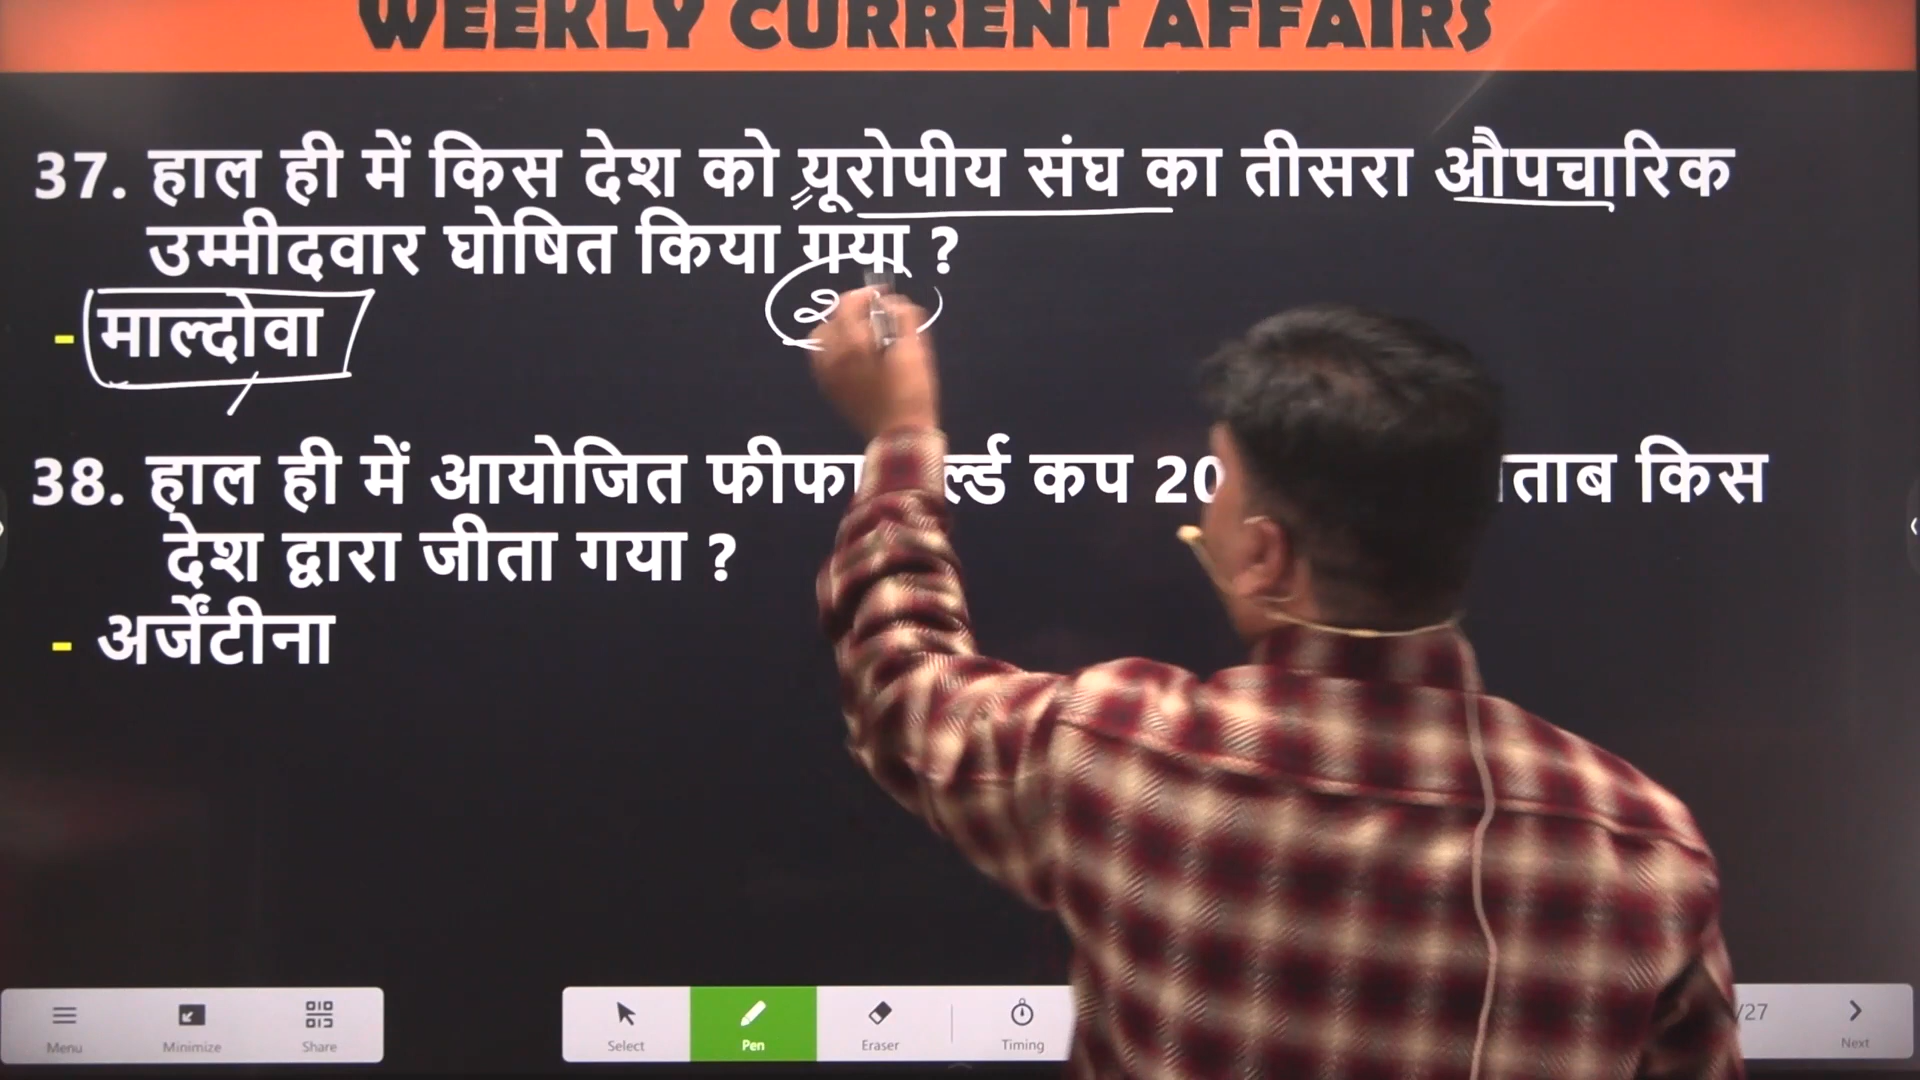 WEEKLY CURRENT AFFAIRS
37. हाल ही में किस देश को यूरोपीय संघ का तीसरा औपचारिक
उम्मीदवार घोषित किया गया ?
- माल्दोवा
38. हाल ही में आयोजित कप किस
देश द्वारा जीता गया ?
- अर्जेंटीना
Menu Minimize Share Select Pen Eraser Timing /27 Next